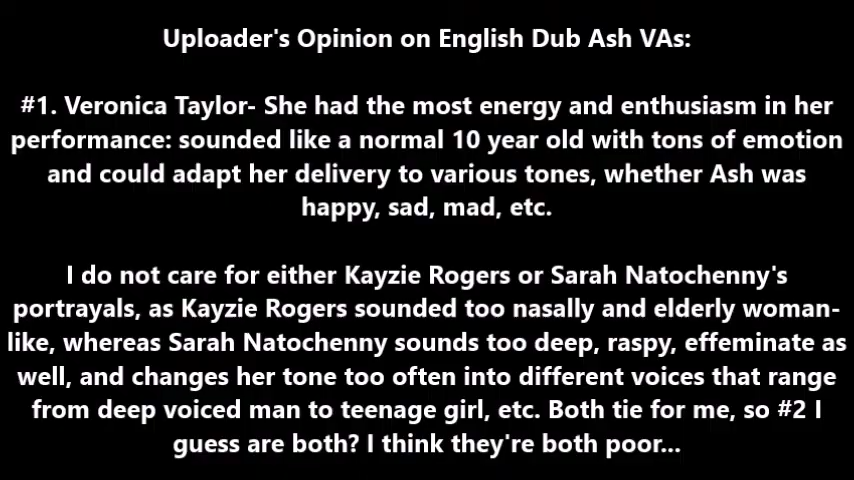 Uploader's Opinion on English Dub Ash VAs:
#1. Veronica Taylor- She had the most energy and enthusiasm in her
performance: sounded like a normal 10 year old with tons of emotion
and could adapt her delivery to various tones, whether Ash was
happy, sad, mad, etc.
I do not care for either Kayzie Rogers or Sarah Natochenny's
portrayals, as Kayzie Rogers sounded too nasally and elderly woman-
like, whereas Sarah Natochenny sounds too deep, raspy, effeminate as
well, and changes her tone too often into different voices that range
from deep voiced man to teenage girl, etc. Both tie for me, so #2 I
guess are both? I think they're both poor...